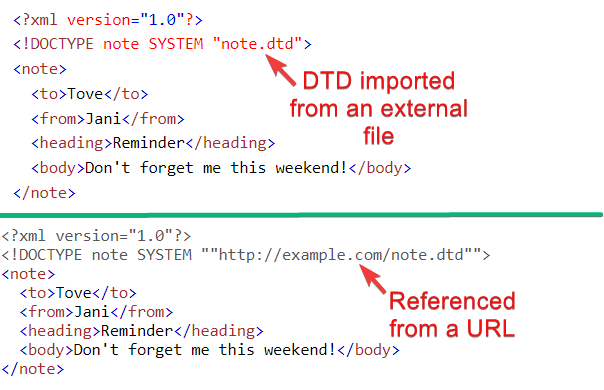 <?xml version="1.0"?>
<!DOCTYPE note SYSTEM "note.dtd">
<note>
<to>Tove</to>
<from>Jani</from>
<heading>Reminder</heading>
<body>Don't forget me this weekend!</body>
</note>
DTD imported
from an external
file
<?xml version="1.0"?>
<!DOCTYPE note SYSTEM ""http://example.com/note.dtd"">
<note>
<to>Tove</to>
<from>Jani</from>
<heading>Reminder</heading>
<body>Don't forget me this weekend!</body>
</note>
Referenced
from a URL